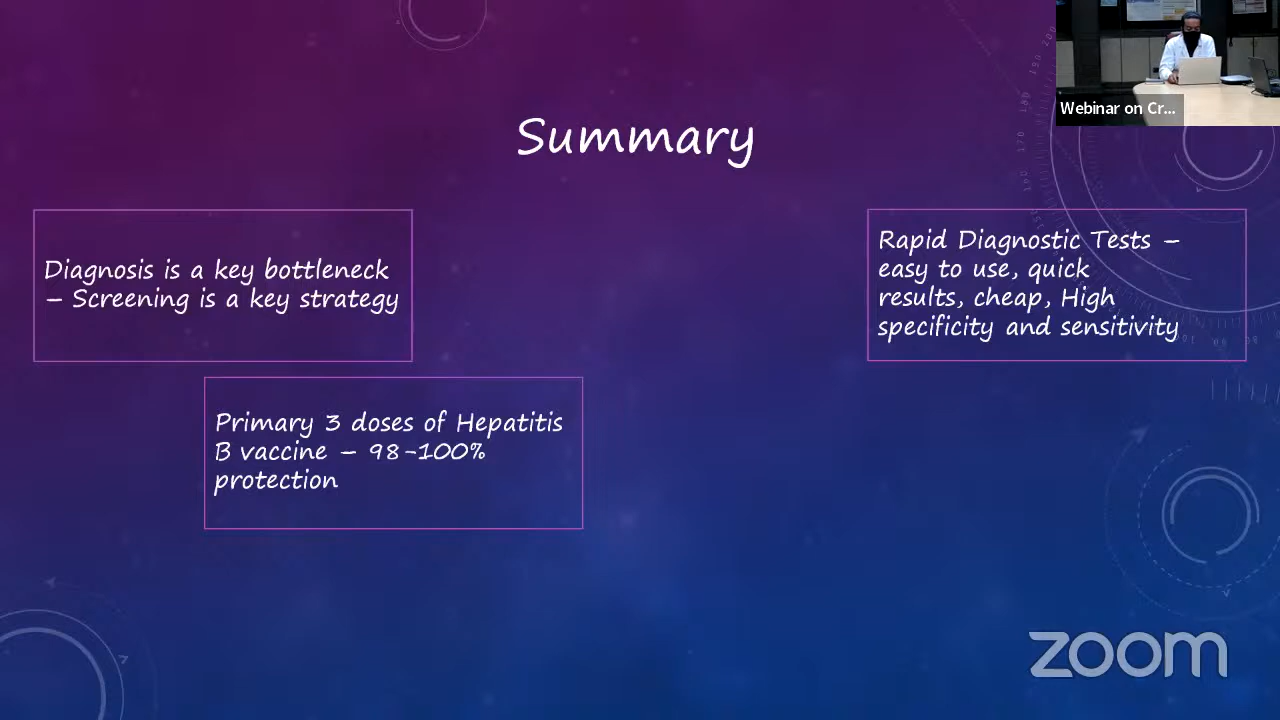 Webinar on Cr...
Summary
Diagnosis is a key bottleneck
– Screening is a key strategy
Rapid Diagnostic Tests –
easy to use, quick
results, cheap, High
specificity and sensitivity
Primary 3 doses of Hepatitis
B vaccine – 98-100%
protection
zoom